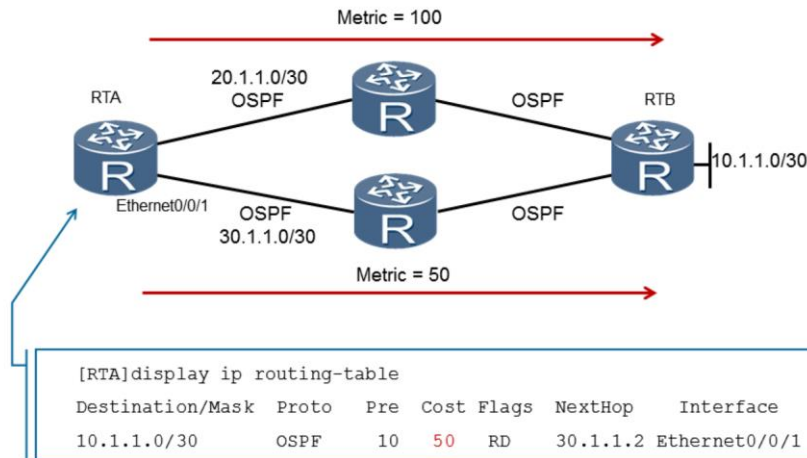 Metric = 100
20.1.1.0/30
OSPF
OSPF
RTA
RTB
R
R
R
R
10.1.1.0/30
Ethernet0/0/1
OSPF
30.1.1.0/30
OSPF
Metric = 50
[RTA]display ip routing-table
Destination/Mask Proto Pre Cost Flags NextHop Interface
10.1.1.0/30 OSPF 10 50 RD 30.1.1.2 Ethernet0/0/1